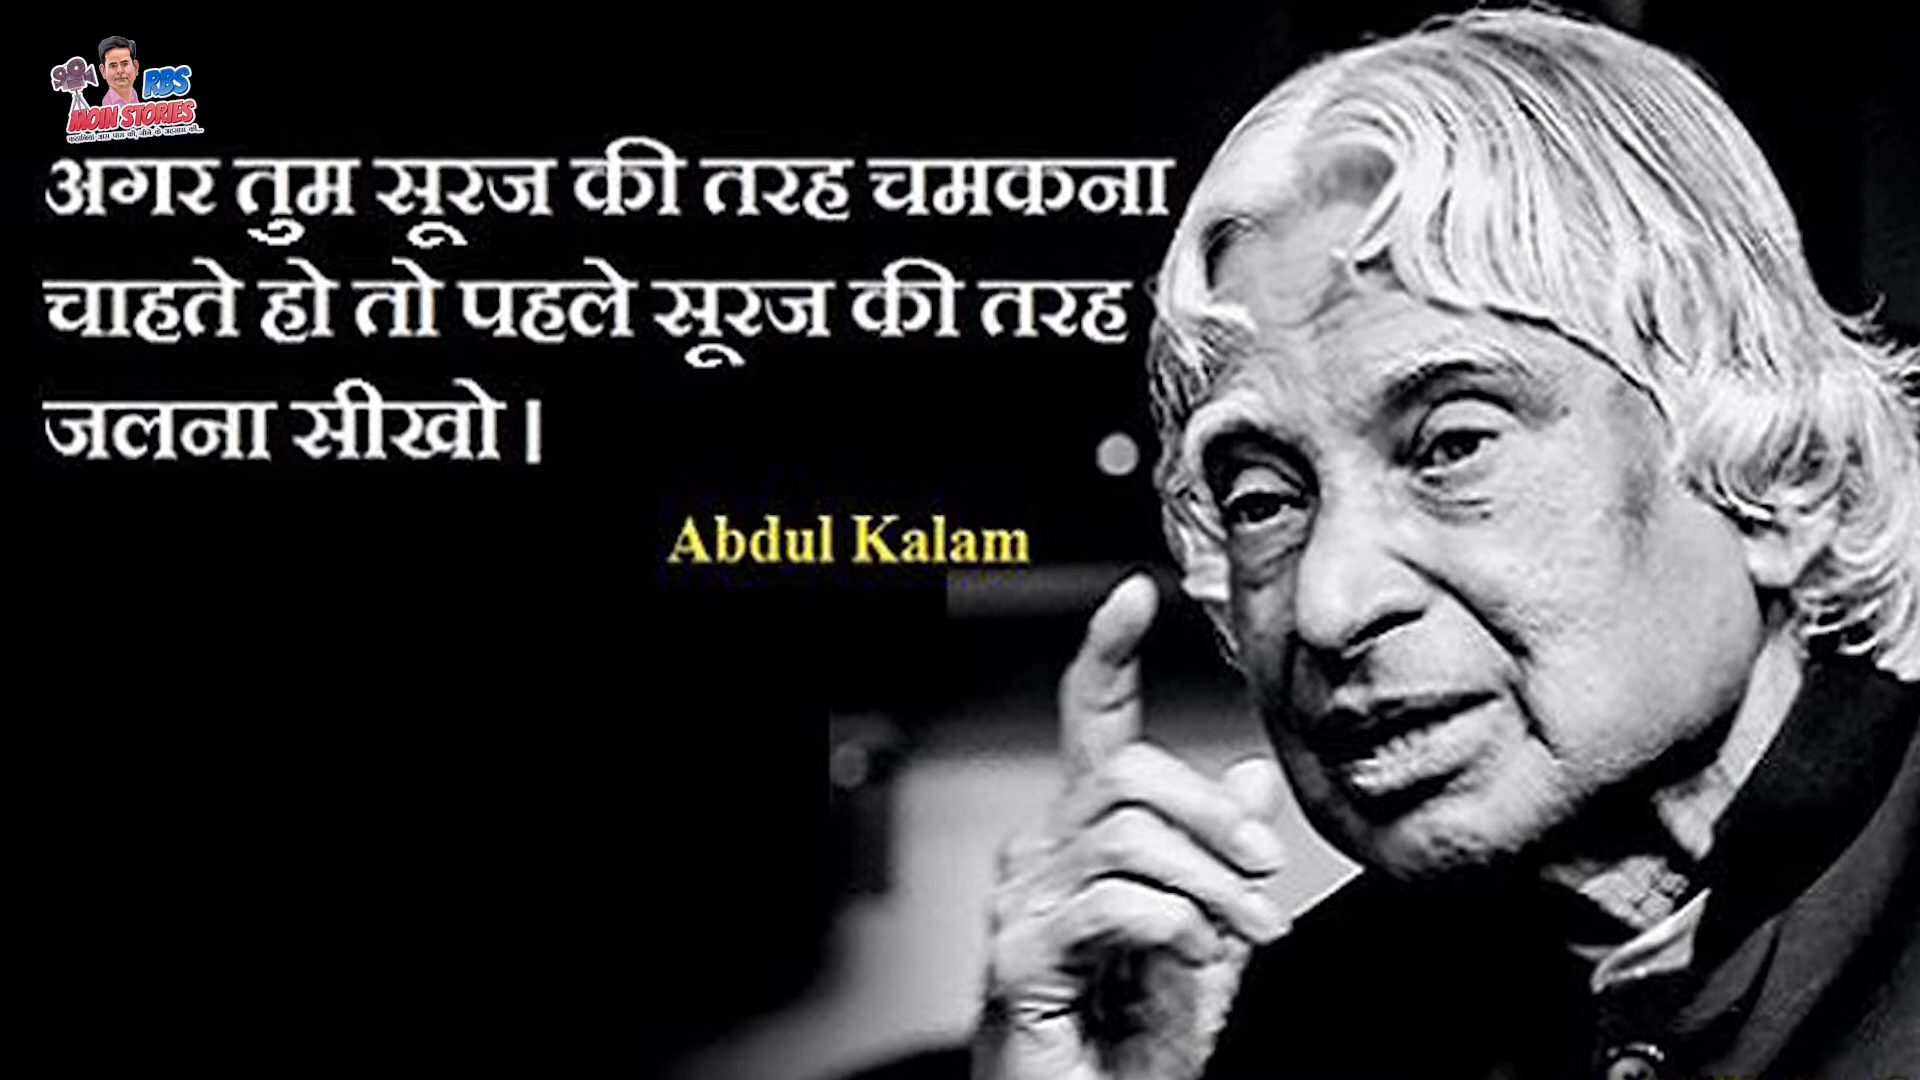 RBS
MOIN STORIES
अगर तुम सूरज की तरह चमकना
चाहते हो तो पहले सूरज की तरह
जलना सीखो।
Abdul Kalam